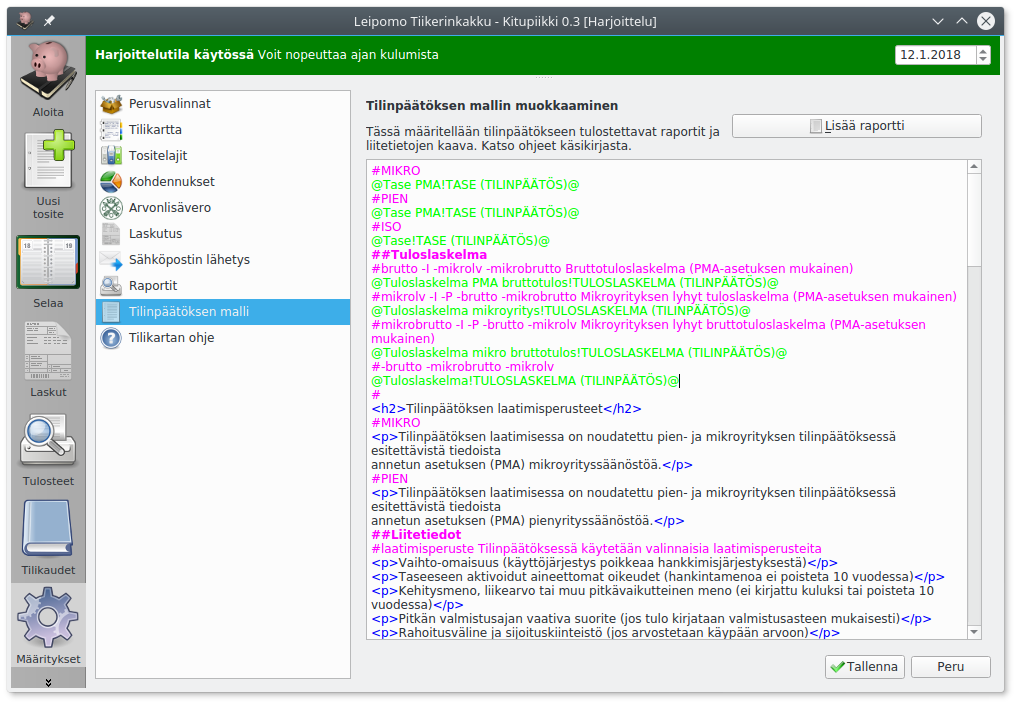 Leipomo Tiikerinkakku - Kitupiikki 0.3 [Harjoittelu]
Harjoittelutila käytössä Voit nopeuttaa ajan kulumista
12.1.2018
Aloita
Uusi
tosite
18 19
Selaa
Laskut
Tulosteet
Tilikaudet
Määritykset
Perusvalinnat
Tilikartta
Tositelajit
Kohdennukset
Arvonlisävero
Laskutus
Sähköpostin lähetys
Raportit
Tilinpäätöksen malli
Tilikartan ohje
Tilinpäätöksen mallin muokkaaminen
Tässä määritellään tilinpäätökseen tulostettavat raportit ja
liitetietojen kaava. Katso ohjeet käsikirjasta.
Lisää raportti
#MIKRO
@Tase PMA!TASE (TILINPÄÄTÖS)@
#PIEN
@Tase PMA!TASE (TILINPÄÄTÖS)@
#ISO
@Tase!TASE (TILINPÄÄTÖS)@
##Tuloslaskelma
#brutto -I -mikrolv -mikrobrutto Bruttotuloslaskelma (PMA-asetuksen mukainen)
@Tuloslaskelma PMA bruttotulos!TULOSLASKELMA (TILINPÄÄTÖS)@
#mikrolv -I -P -brutto -mikrobrutto Mikroyrityksen lyhyt tuloslaskelma (PMA-asetuksen mukainen)
@Tuloslaskelma mikroyritys!TULOSLASKELMA (TILINPÄÄTÖS)@
#mikrobrutto -I -P -brutto -mikrolv Mikroyrityksen lyhyt bruttotuloslaskelma (PMA-asetuksen
mukainen)
@Tuloslaskelma mikro bruttotulos!TULOSLASKELMA (TILINPÄÄTÖS)@
#-brutto -mikrobrutto -mikrolv
@Tuloslaskelma!TULOSLASKELMA (TILINPÄÄTÖS)@
#
<h2>Tilinpäätöksen laatimisperusteet</h2>
#MIKRO
<p>Tilinpäätöksen laatimisessa on noudatettu pien- ja mikroyrityksen tilinpäätöksessä
esitettävistä tiedoista
annetun asetuksen (PMA) mikroyrityssäännöstöä.</p>
#PIEN
<p>Tilinpäätöksen laatimisessa on noudatettu pien- ja mikroyrityksen tilinpäätöksessä
esitettävistä tiedoista
annetun asetuksen (PMA) pienyrityssäännöstöä.</p>
##Liitetiedot
#laatimisperuste Tilinpäätöksessä käytetään valinnaisia laatimisperusteita
<p>Vaihto-omaisuus (käyttöjärjestys poikkeaa hankkimisjärjestyksestä)</p>
<p>Taseeseen aktivoidut aineettomat oikeudet (hankintamenoa ei poisteta 10 vuodessa)</p>
<p>Kehitysmeno, liikearvo tai muu pitkävaikutteinen meno (ei kirjattu kuluksi tai poisteta 10
vuodessa)</p>
<p>Pitkän valmistusajan vaativa suorite (jos tulo kirjataan valmistusasteen mukaisesti)</p>
<p>Rahoitusväline ja sijoituskiinteistö (jos arvostetaan käypään arvoon)</p>
Tallenna
Peru